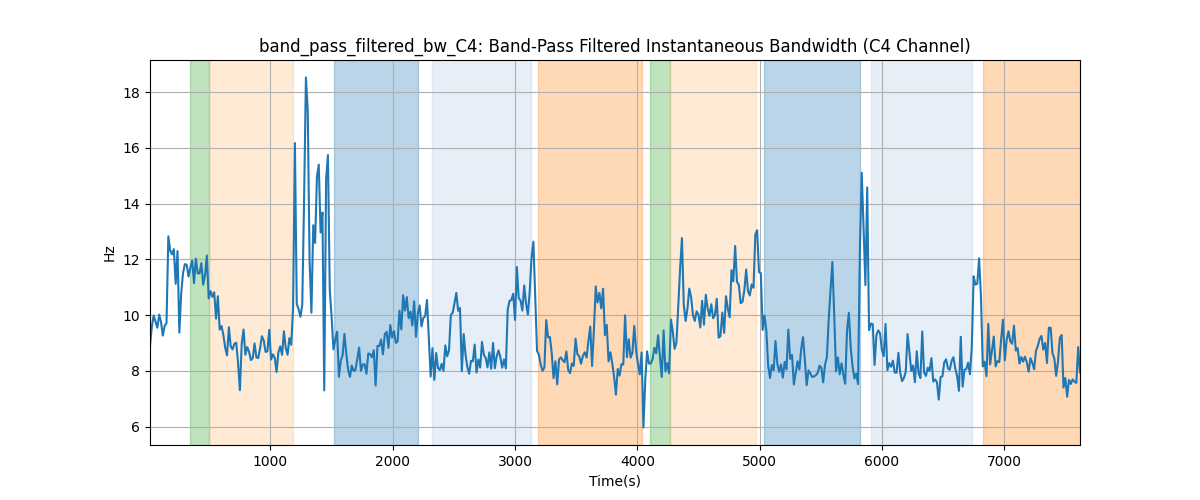 band_pass_filtered_bw_C4: Band-Pass Filtered Instantaneous Bandwidth (C4 Channel)
18
16
14
12
10
8
6
Hz
1000 2000 3000 4000 5000 6000 7000
Time(s)